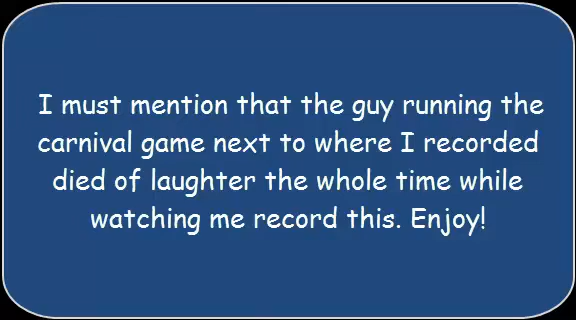 I must mention that the guy running the
carnival game next to where I recorded
died of laughter the whole time while
watching me record this. Enjoy!